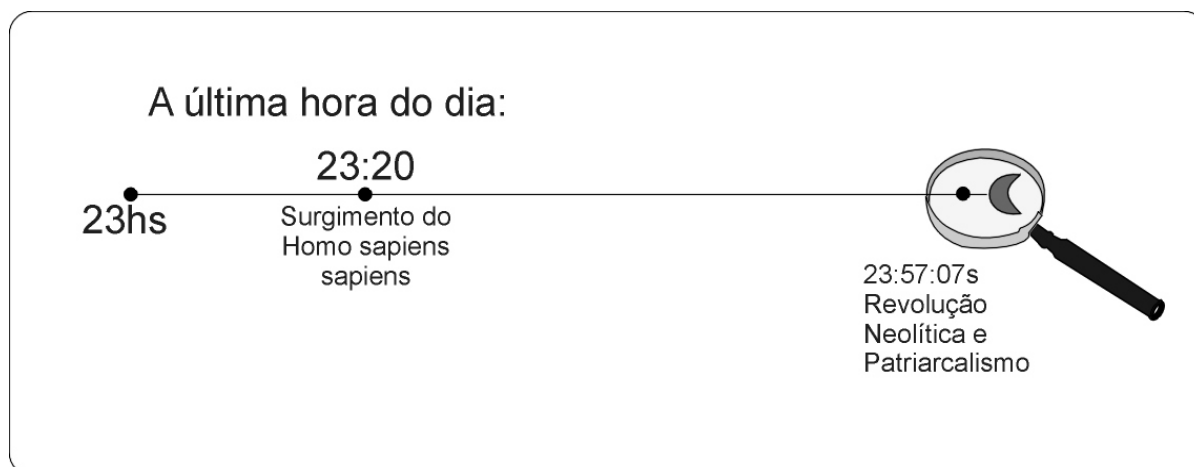 A última hora do dia:
23:20
23hs
Surgimento do
Homo sapiens
sapiens
23:57:07s
Revolução
Neolítica e
Patriarcalismo